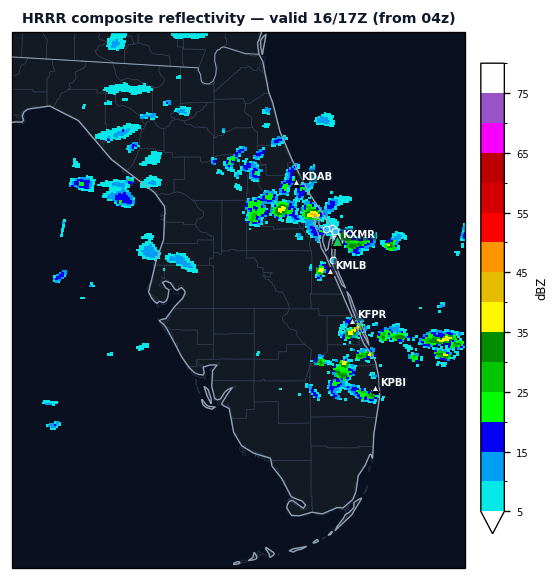 HRRR composite reflectivity — valid 16/17Z (from 04z)
75
65
55
45
35
25
15
5
dBZ
KDAB
KXMR
KMLB
KFPR
KPBI